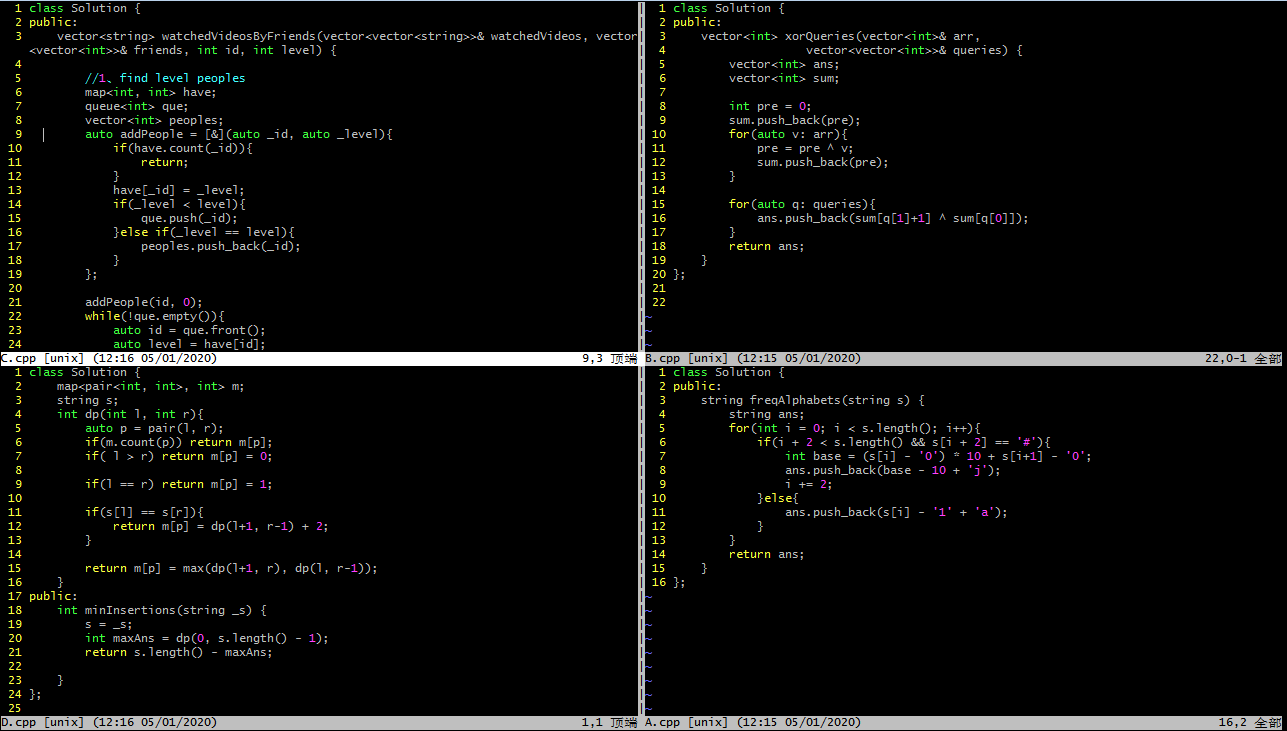 1 class Solution {
2 public:
3     vector<string> watchedVideosByFriends(vector<vector<string>>& watchedVideos, vector
<vector<int>>& friends, int id, int level) {
4
5         //1、find level peoples
6         map<int, int> have;
7         queue<int> que;
8         vector<int> peoples;
9         auto addPeople = [&](auto _id, auto _level){
10             if(have.count(_id)){
11                 return;
12             }
13             have[_id] = _level;
14             if(_level < level){
15                 que.push(_id);
16             }else if(_level == level){
17                 peoples.push_back(_id);
18             }
19         };
20
21         addPeople(id, 0);
22         while(!que.empty()){
23             auto id = que.front();
24             auto level = have[id];
C.cpp [unix] (12:16 05/01/2020) 9,3 顶端
1 class Solution {
2 public:
3     vector<int> xorQueries(vector<int>& arr,
4                    vector<vector<int>>& queries) {
5         vector<int> ans;
6         vector<int> sum;
7
8         int pre = 0;
9         sum.push_back(pre);
10         for(auto v: arr){
11             pre = pre ^ v;
12             sum.push_back(pre);
13         }
14
15         for(auto q: queries){
16             ans.push_back(sum[q[1]+1] ^ sum[q[0]]);
17         }
18         return ans;
19     }
20 };
21
22
~
~
~
B.cpp [unix] (12:15 05/01/2020) 22,0-1 全部
1 class Solution {
2     map<pair<int, int>, int> m;
3     string s;
4     int dp(int l, int r){
5         auto p = pair(l, r);
6         if(m.count(p)) return m[p];
7         if( l > r) return m[p] = 0;
8
9         if(l == r) return m[p] = 1;
10
11         if(s[l] == s[r]){
12             return m[p] = dp(l+1, r-1) + 2;
13         }
14
15         return m[p] = max(dp(l+1, r), dp(l, r-1));
16     }
17 public:
18     int minInsertions(string _s) {
19         s = _s;
20         int maxAns = dp(0, s.length() - 1);
21         return s.length() - maxAns;
22
23     }
24 };
25
D.cpp [unix] (12:16 05/01/2020) 1,1 顶端
1 class Solution {
2 public:
3     string freqAlphabets(string s) {
4         string ans;
5         for(int i = 0; i < s.length(); i++){
6             if(i + 2 < s.length() && s[i + 2] == '#'){
7                 int base = (s[i] - '0') * 10 + s[i+1] - '0';
8                 ans.push_back(base - 10 + 'j');
9                 i += 2;
10             }else{
11                 ans.push_back(s[i] - '1' + 'a');
12             }
13         }
14         return ans;
15     }
16 };
~
~
~
~
~
~
~
~
~
A.cpp [unix] (12:15 05/01/2020) 16,2 全部